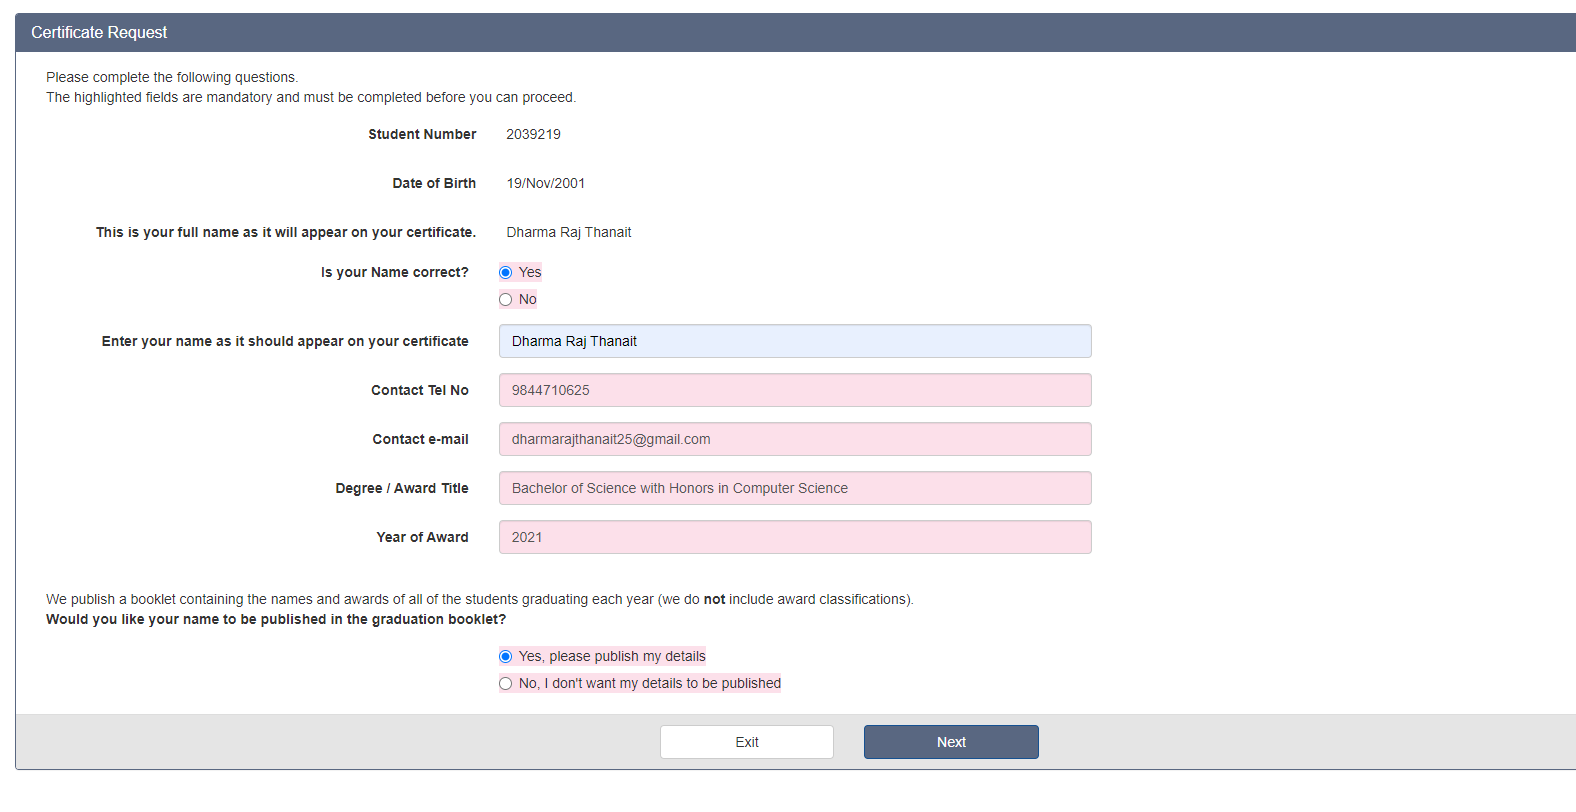 Certificate Request
Please complete the following questions.
The highlighted fields are mandatory and must be completed before you can proceed.
Student Number 2039219
Date of Birth 19/Nov/2001
This is your full name as it will appear on your certificate. Dharma Raj Thanait
Is your Name correct? Yes
No
Enter your name as it should appear on your certificate Dharma Raj Thanait
Contact Tel No 9844710625
Contact e-mail dharmarajthanait25@gmail.com
Degree / Award Title Bachelor of Science with Honors in Computer Science
Year of Award 2021
We publish a booklet containing the names and awards of all of the students graduating each year (we do not include award classifications).
Would you like your name to be published in the graduation booklet?
Yes, please publish my details
No, I don't want my details to be published
Exit Next